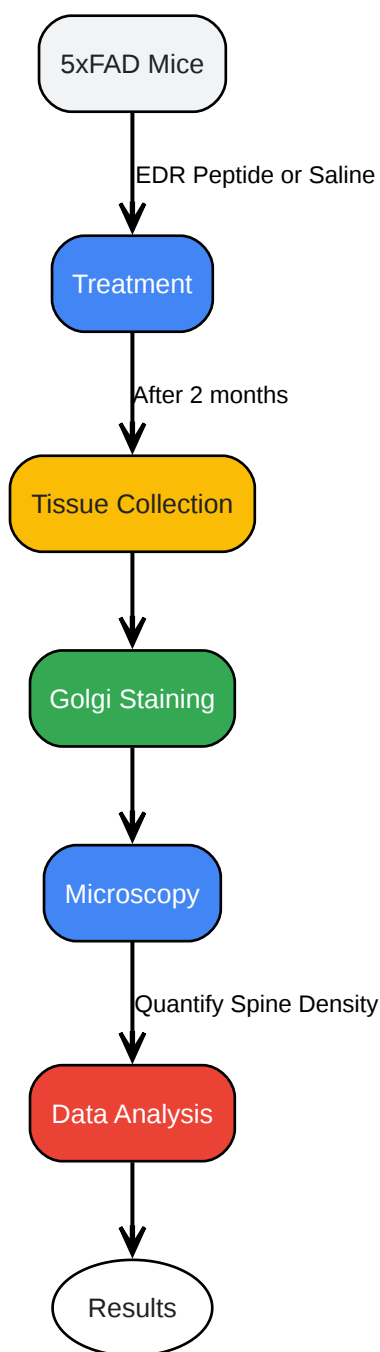 5xFAD Mice
EDR Peptide or Saline
Treatment
After 2 months
Tissue Collection
Golgi Staining
Microscopy
Quantify Spine Density
Data Analysis
Results